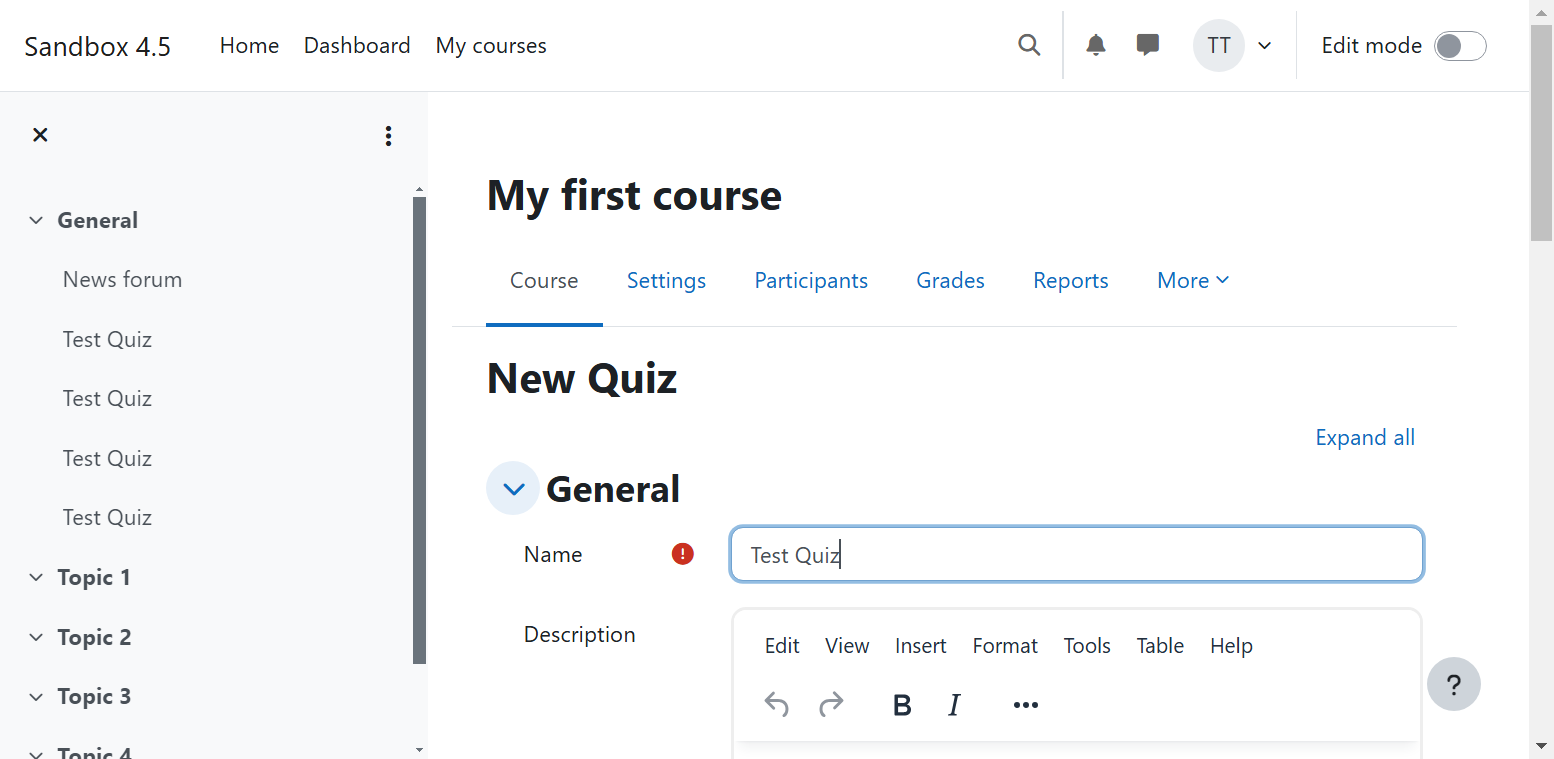 Sandbox 4.5 Home Dashboard My courses TT Edit mode
General
News forum
Test Quiz
Test Quiz
Test Quiz
Test Quiz
Topic 1
Topic 2
Topic 3
Topic 4
My first course
Course Settings Participants Grades Reports More
New Quiz
Expand all
General
Name ! Test Quiz
Description
Edit View Insert Format Tools Table Help
B I
?